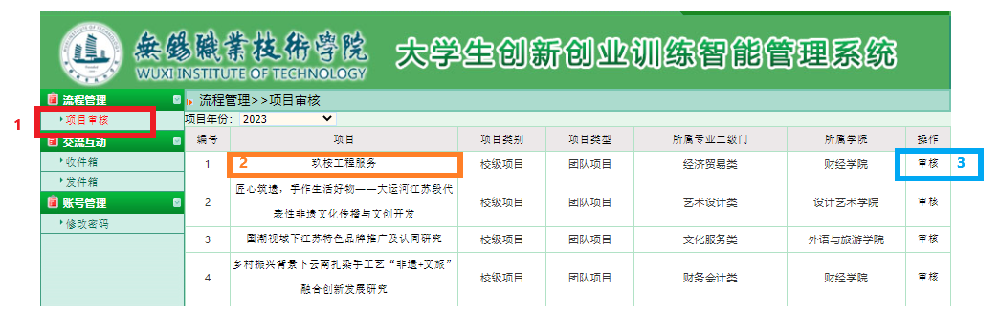 無錫職業技術學院
WUXI INSTITUTE OF TECHNOLOGY
大学生创新创业训练智能管理系统
流程管理
项目审核
交流互动
收件箱
发件箱
账号管理
修改密码
1
流程管理>>项目审核
项目年份: 2023
编号 项目 项目类别 项目类型 所属专业二级门 所属学院 操作
1 2 玖桉工程服务 校级项目 团队项目 经济贸易类 财经学院 审核 3
匠心筑遗,手作生活好物——大运河江苏段代
2 表性非遗文化传播与文创开发 校级项目 团队项目 艺术设计类 设计艺术学院 审核
3 国潮视域下江苏特色品牌推广及认同研究 校级项目 团队项目 文化服务类 外语与旅游学院 审核
乡村振兴背景下云南扎染手工艺“非遗+文旅”
4 融合创新发展研究 校级项目 团队项目 财务会计类 财经学院 审核